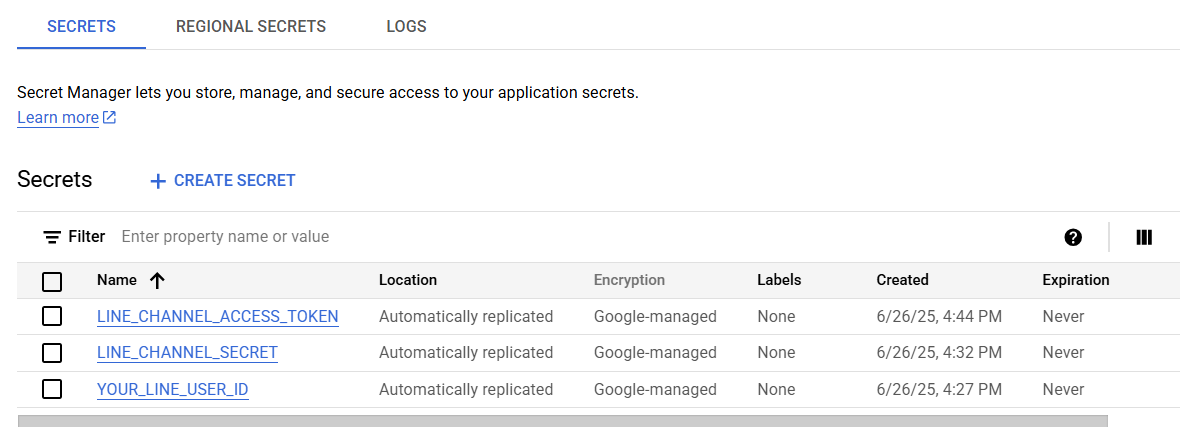 SECRETS REGIONAL SECRETS LOGS
Secret Manager lets you store, manage, and secure access to your application secrets.
Learn more
Secrets CREATE SECRET
Filter Enter property name or value
Name Location Encryption Labels Created Expiration
LINE_CHANNEL_ACCESS_TOKEN Automatically replicated Google-managed None 6/26/25, 4:44 PM Never
LINE_CHANNEL_SECRET Automatically replicated Google-managed None 6/26/25, 4:32 PM Never
YOUR_LINE_USER_ID Automatically replicated Google-managed None 6/26/25, 4:27 PM Never